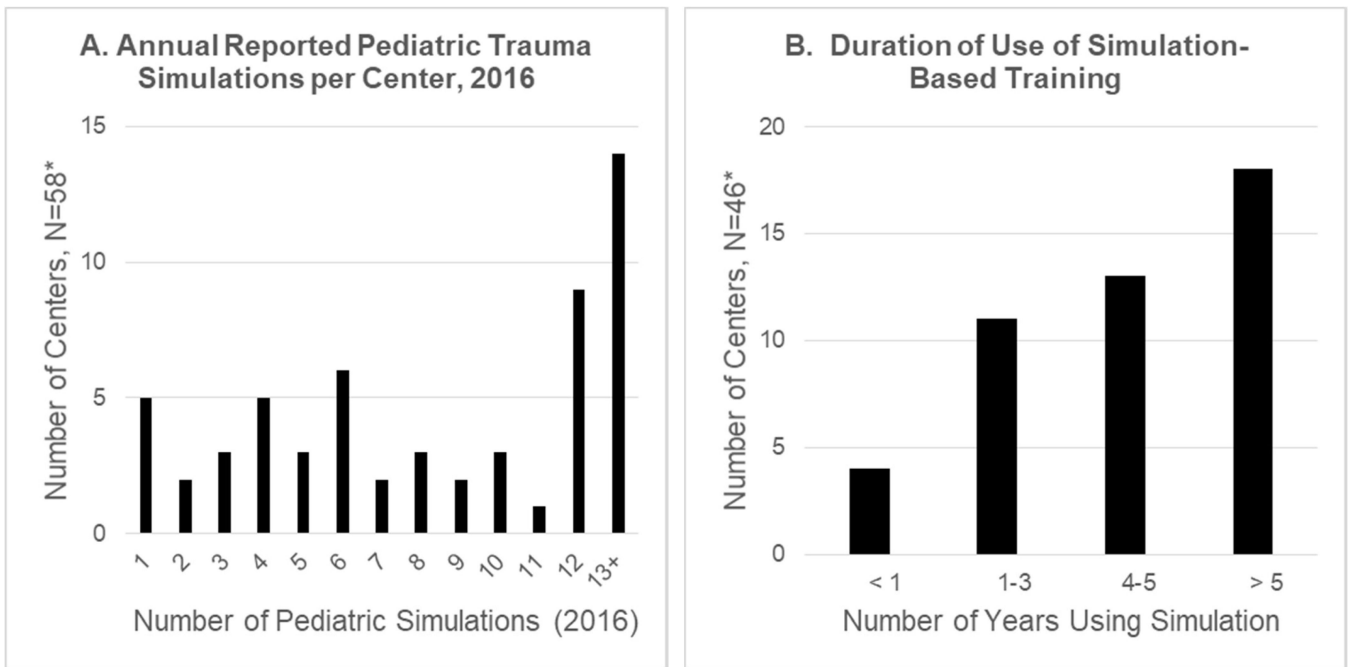 A. Annual Reported Pediatric Trauma
Simulations per Center, 2016
Number of Centers, N=58*
15
10
5
0
1 2 3 4 5 6 7 8 9 10 11 12 13+
Number of Pediatric Simulations (2016)
B. Duration of Use of Simulation-
Based Training
Number of Centers, N=46*
20
15
10
5
0
< 1 1-3 4-5 > 5
Number of Years Using Simulation